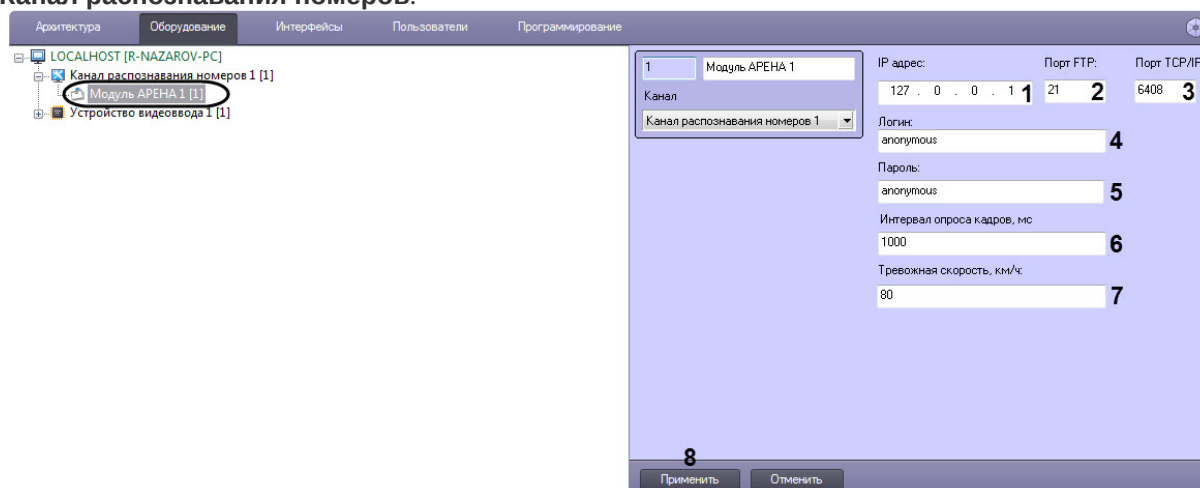 Канал распознавания номеров.
Архитектура Оборудование Интерфейсы Пользователи Программирование
LOCALHOST [R-NAZAROV-PC]
Канал распознавания номеров 1 [1]
Модуль АРЕНА 1 [1]
Устройство видеоввода 1 [1]
1 Модуль АРЕНА 1
Канал
Канал распознавания номеров 1
IP адрес: Порт FTP: Порт TCP/IP
127 . 0 . 0 . 1 1 21 2 6408 3
Логин:
anonymous 4
Пароль:
anonymous 5
Интервал опроса кадров, мс
1000 6
Тревожная скорость, км/ч:
80 7
8
Применить Отменить